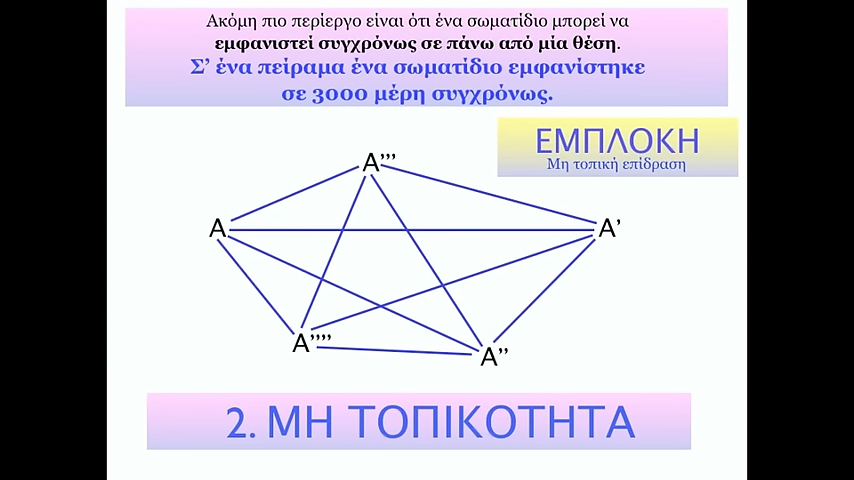 Ακόμη πιο περίεργο είναι ότι ένα σωματίδιο μπορεί να
εμφανιστεί συγχρόνως σε πάνω από μία θέση.
Σ’ ένα πείραμα ένα σωματίδιο εμφανίστηκε
σε 3000 μέρη συγχρόνως.
ΕΜΠΛΟΚΗ
Μη τοπική επίδραση
Α’’’
Α
Α’
Α’’’’
Α’’
2. ΜΗ ΤΟΠΙΚΟΤΗΤΑ